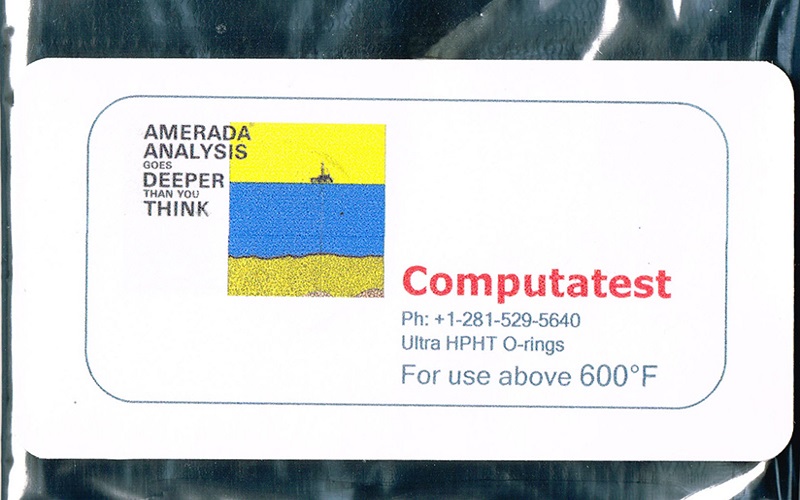 AMERADA
ANALYSIS
GOES
DEEPER
THAN YOU
THINK
Computatest
Ph: +1-281-529-5640
Ultra HPHT O-rings
For use above 600°F